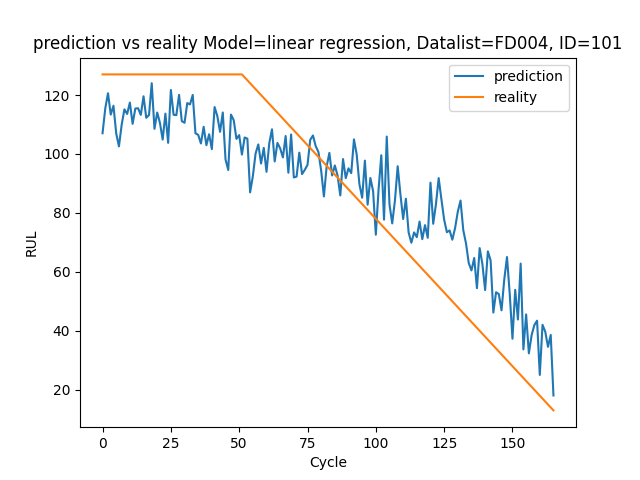 prediction vs reality Model=linear regression, Datalist=FD004, ID=101
prediction
reality
120
100
80
60
40
20
RUL
0
25
50
75
100
125
150
Cycle